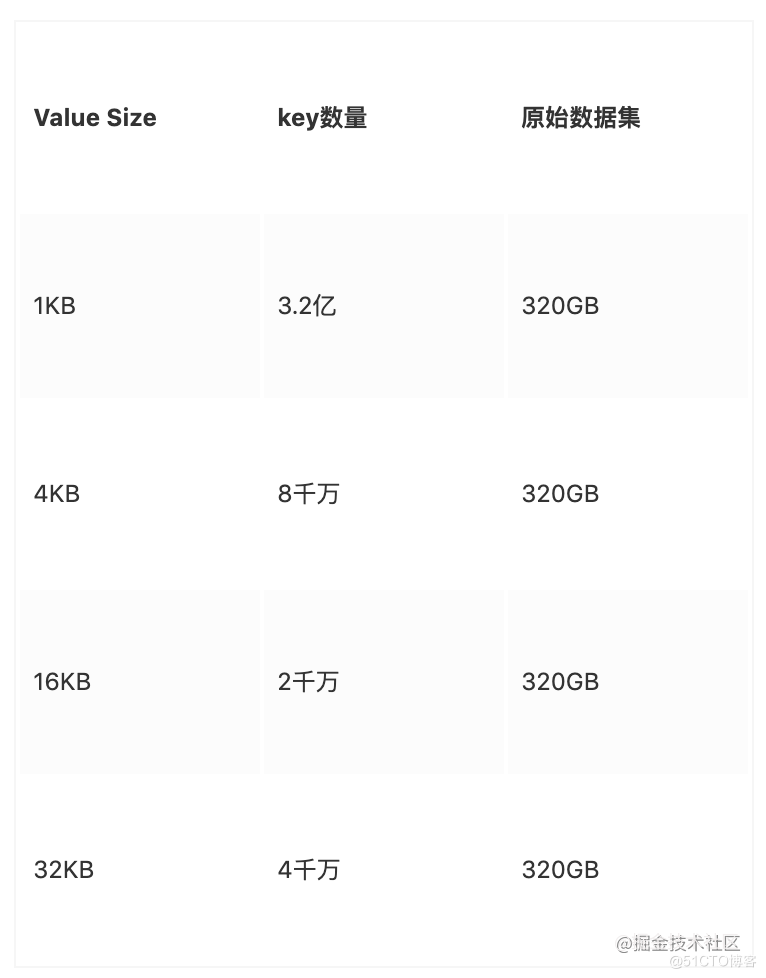 Value Size key数量 原始数据集
1KB 3.2亿 320GB
4KB 8千万 320GB
16KB 2千万 320GB
32KB 4千万 320GB
@掘金技术社区
@51CTO博客